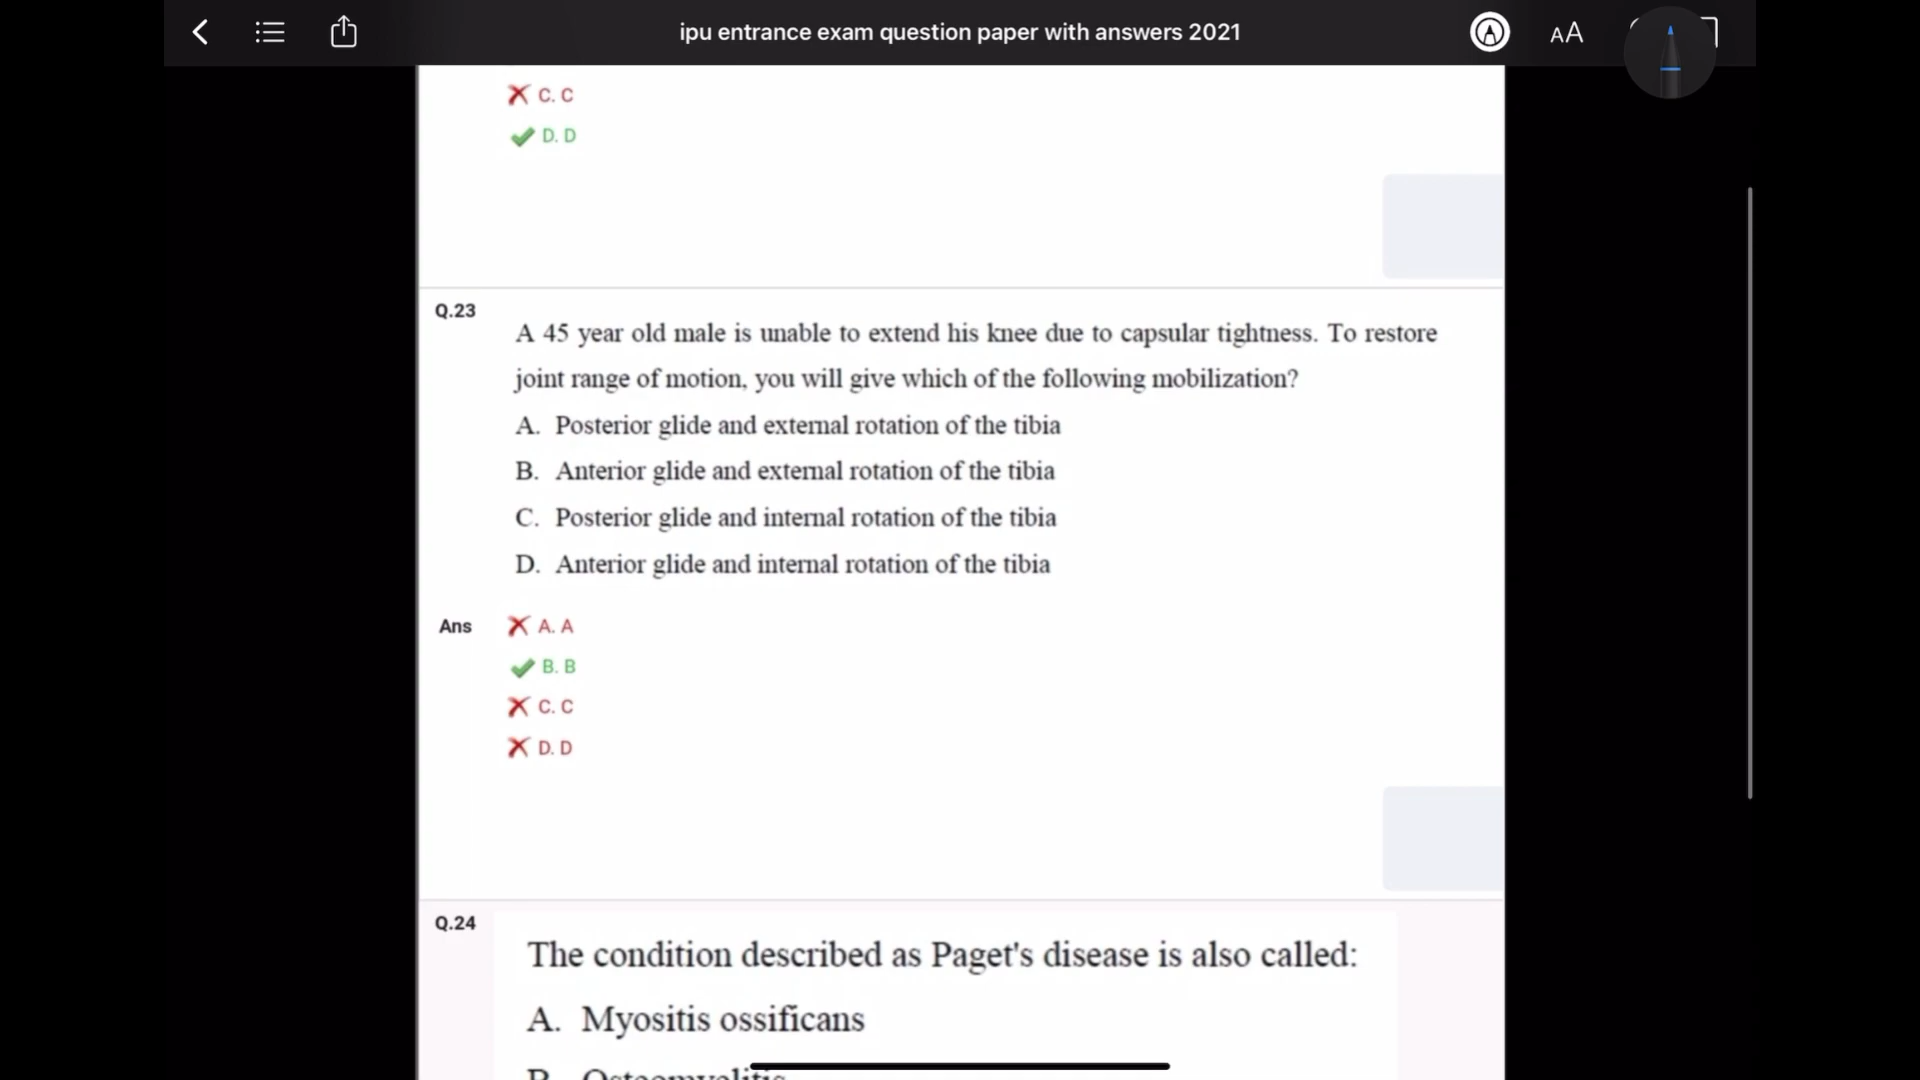 ipu entrance exam question paper with answers 2021
AA
C. C
D. D
Q.23
A 45 year old male is unable to extend his knee due to capsular tightness. To restore
joint range of motion, you will give which of the following mobilization?
A. Posterior glide and external rotation of the tibia
B. Anterior glide and external rotation of the tibia
C. Posterior glide and internal rotation of the tibia
D. Anterior glide and internal rotation of the tibia
Ans
A. A
B. B
C. C
D. D
Q.24
The condition described as Paget's disease is also called:
A. Myositis ossificans
B. Osteomyelitis